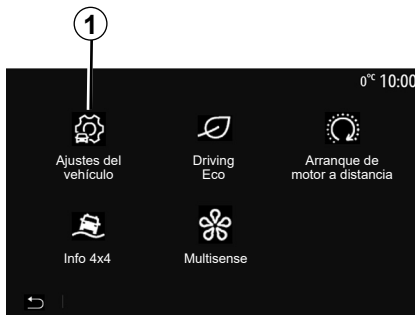 1
0°C 10:00
Ajustes del
vehículo
Driving
Eco
Arranque de
motor a distancia
Info 4x4
Multisense